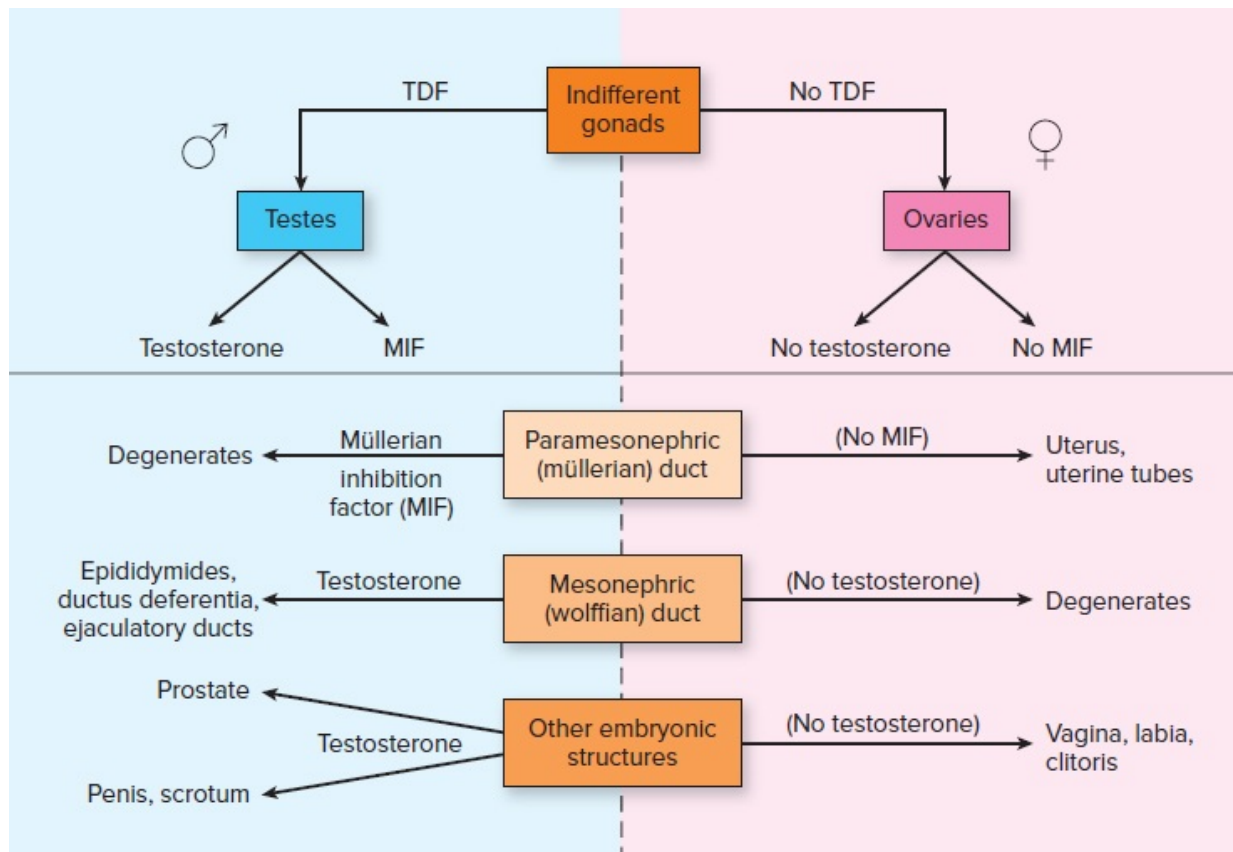 TDF
Indifferent
gonads
No TDF
♂
♀
Testes
Ovaries
Testosterone
MIF
No testosterone
No MIF
Degenerates
Müllerian
inhibition
factor (MIF)
Paramesonephric
(müllerian) duct
(No MIF)
Uterus,
uterine tubes
Epididymides,
ductus deferentia,
ejaculatory ducts
Testosterone
Mesonephric
(wolffian) duct
(No testosterone)
Degenerates
Prostate
Testosterone
Penis, scrotum
Other embryonic
structures
(No testosterone)
Vagina, labia,
clitoris